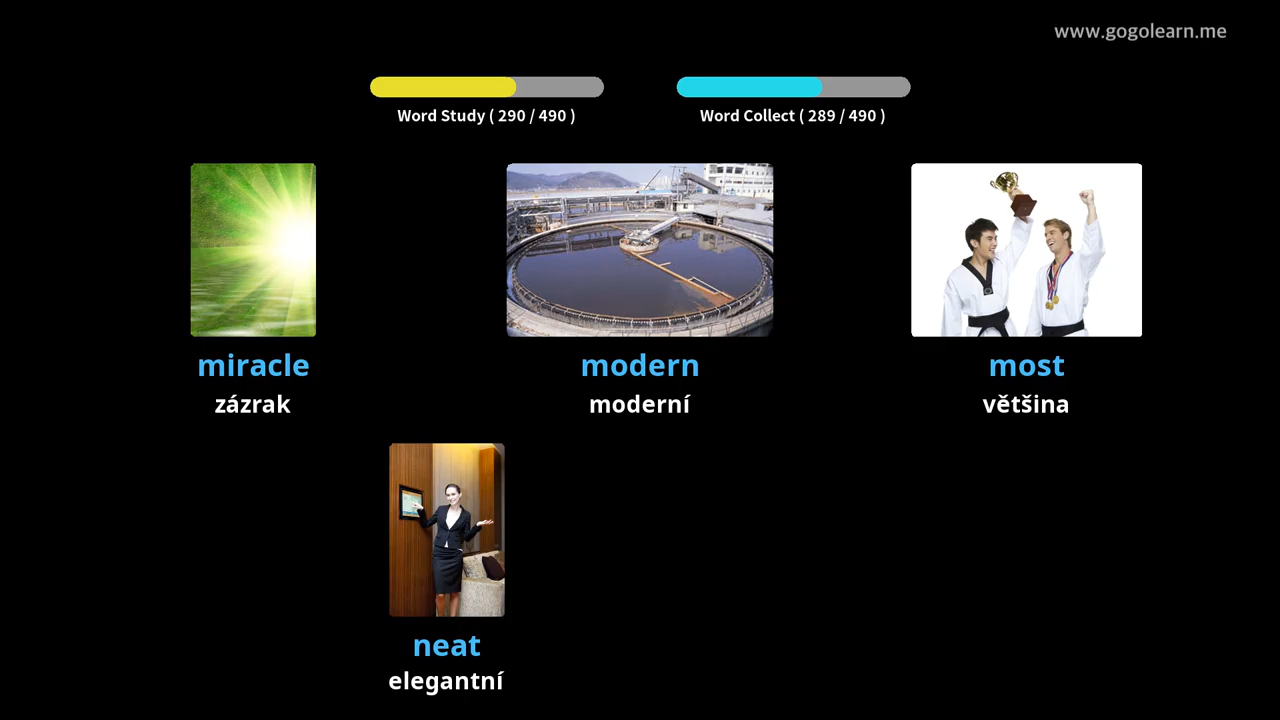 www.gogolearn.me
Word Study ( 290 / 490 )
Word Collect ( 289 / 490 )
miracle
zázrak
modern
moderní
most
většina
neat
elegantní